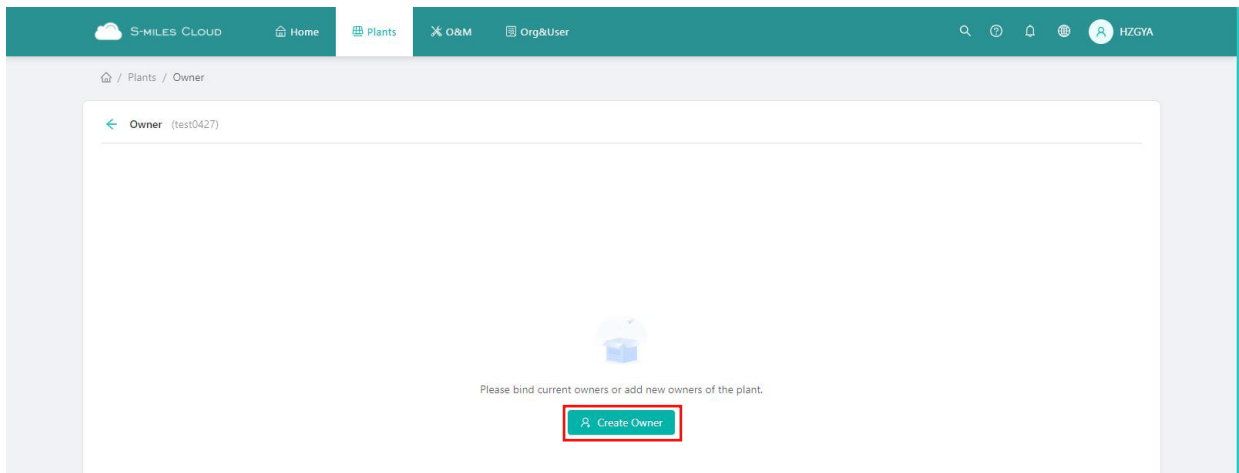 S-MILES CLOUD Home Plants O&M Org&User HZGYA
/ Plants / Owner
Owner (test0427)
Please bind current owners or add new owners of the plant.
Create Owner